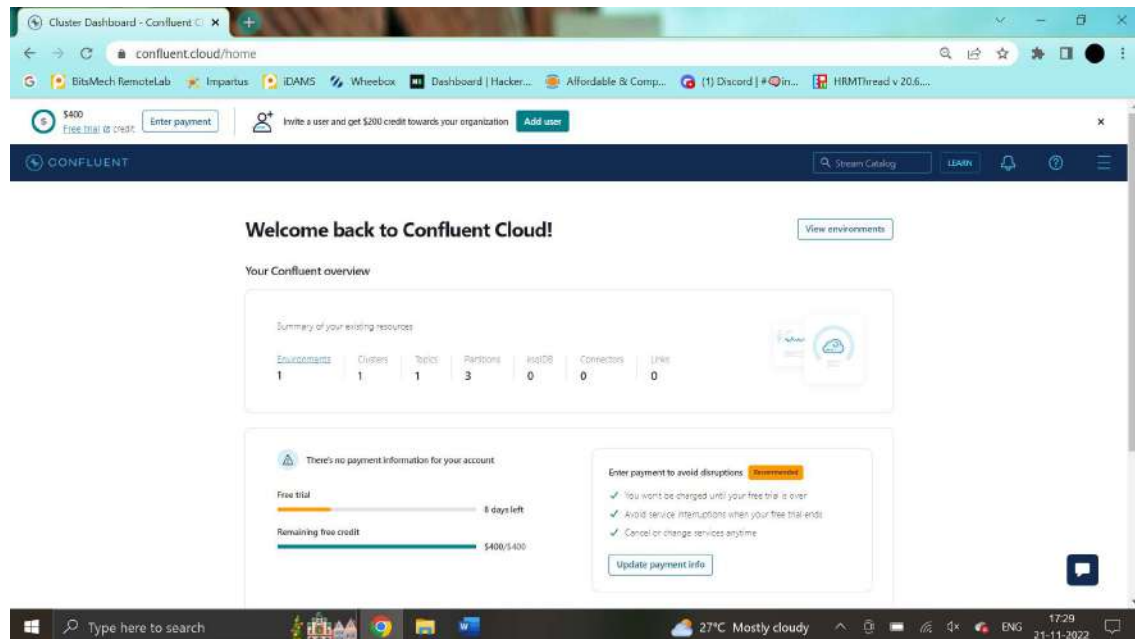 Cluster Dashboard - Confluent C
confluent.cloud/home
BitsMech RemoteLab Impartus iDAMS Wheebox Dashboard | Hacker... Affordable & Comp... (1) Discord | # in... HRMThread v 20.6....
$400
Free trial credit
Enter payment
Invite a user and get $200 credit towards your organization
Add user
CONFLUENT
Stream Catalog
LEARN
Welcome back to Confluent Cloud!
View environments
Your Confluent overview
Summary of your existing resources
Environments Clusters Topics Partitions ksqlDB Connectors Links
1 1 1 3 0 0 0
There's no payment information for your account
Free trial
8 days left
Remaining free credit
$400/$400
Enter payment to avoid disruptions Recommended
You won't be charged until your free trial is over
Avoid service interruptions when your free trial ends
Cancel or change services anytime
Update payment info
Type here to search
27°C Mostly cloudy
ENG
17:29
21-11-2022